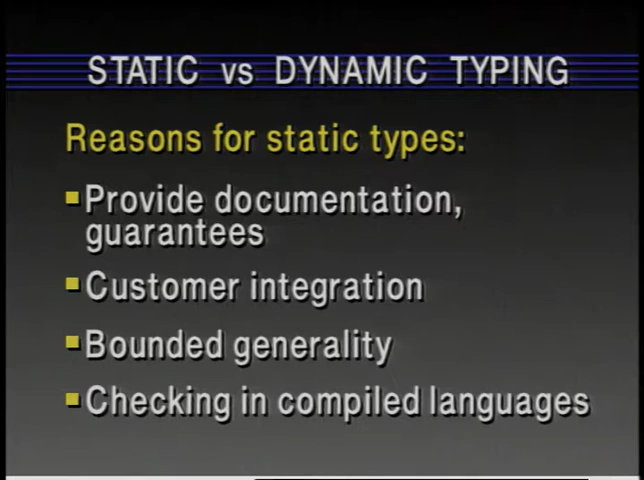 STATIC vs DYNAMIC TYPING
Reasons for static types:
Provide documentation,
guarantees
Customer integration
Bounded generality
Checking in compiled languages